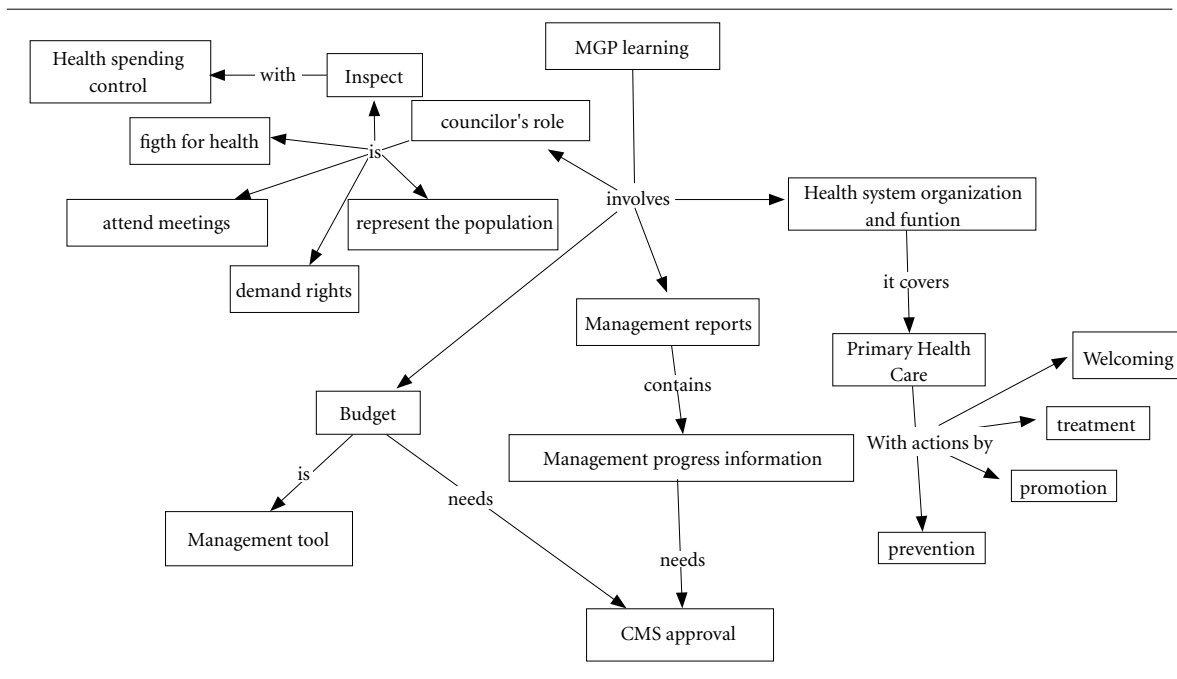 MGP learning
Health spending
control
with
Inspect
councilor's role
figth for health
is
involves
Health system organization
and funtion
attend meetings
represent the population
demand rights
it covers
Management reports
Primary Health
Care
Welcoming
contains
Budget
treatment
With actions by
Management progress information
is
needs
promotion
Management tool
prevention
needs
CMS approval